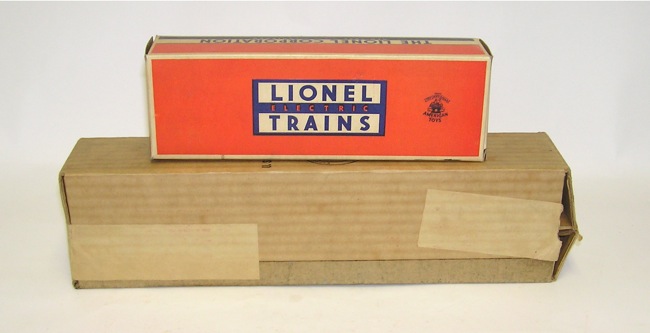 THE LIONEL CORPORATION
LIONEL
ELECTRIC
TRAINS
AMERICAN
TOYS